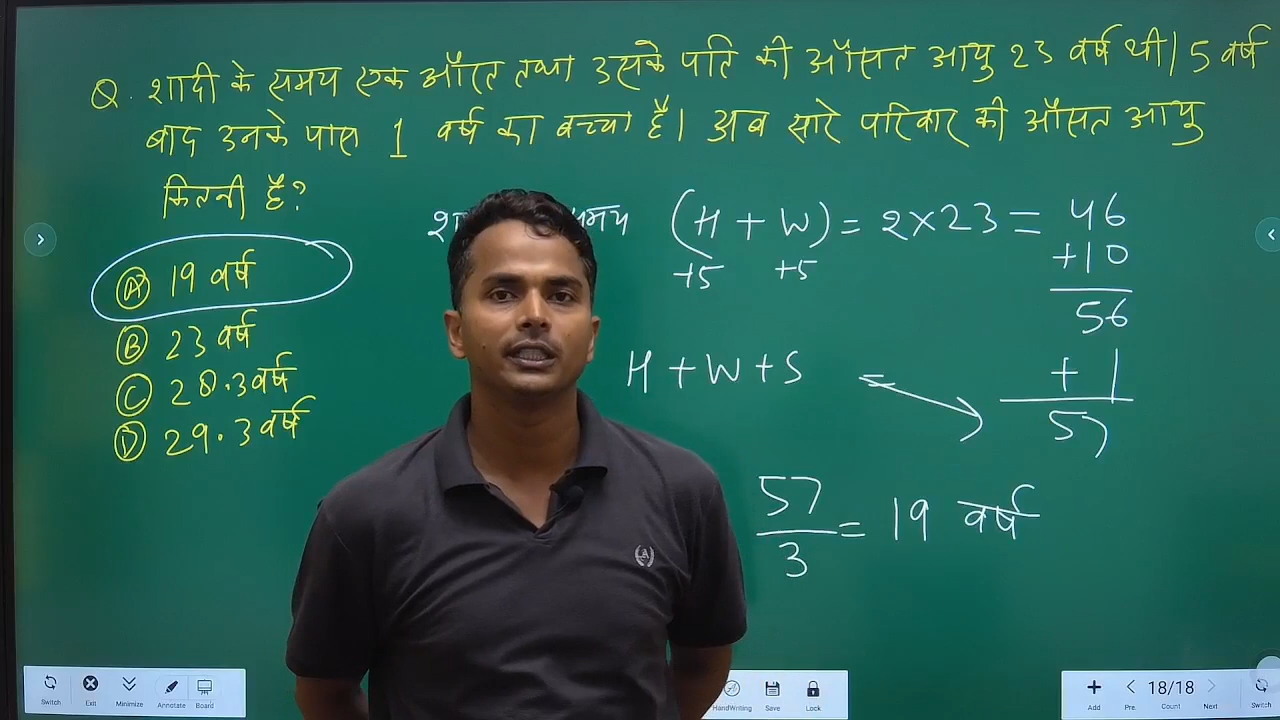 Q. शादी के समय एक औरत तथा उसके पति की औसत आयु 23 वर्ष थी। 5 वर्ष
बाद उनके पास 1 वर्ष का बच्चा है। अब सारे परिवार की औसत आयु
कितनी है?
(A) 19 वर्ष
(B) 23 वर्ष
(C) 28.3 वर्ष
(D) 29.3 वर्ष
(H + W) = 2×23 = 46
+5 +5 +10
56
H + W + S = + 1
57
57/3 = 19 वर्ष
Switch Exit Minimize Annotate Board HandWriting Save Lock Add Pre. 18/18 Count Next Switch